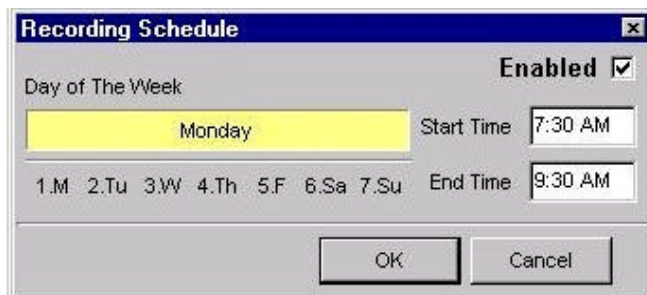 Recording Schedule
Enabled
Day of The Week
Monday
Start Time 7:30 AM
1.M 2.Tu 3.W 4.Th 5.F 6.Sa 7.Su
End Time 9:30 AM
OK Cancel